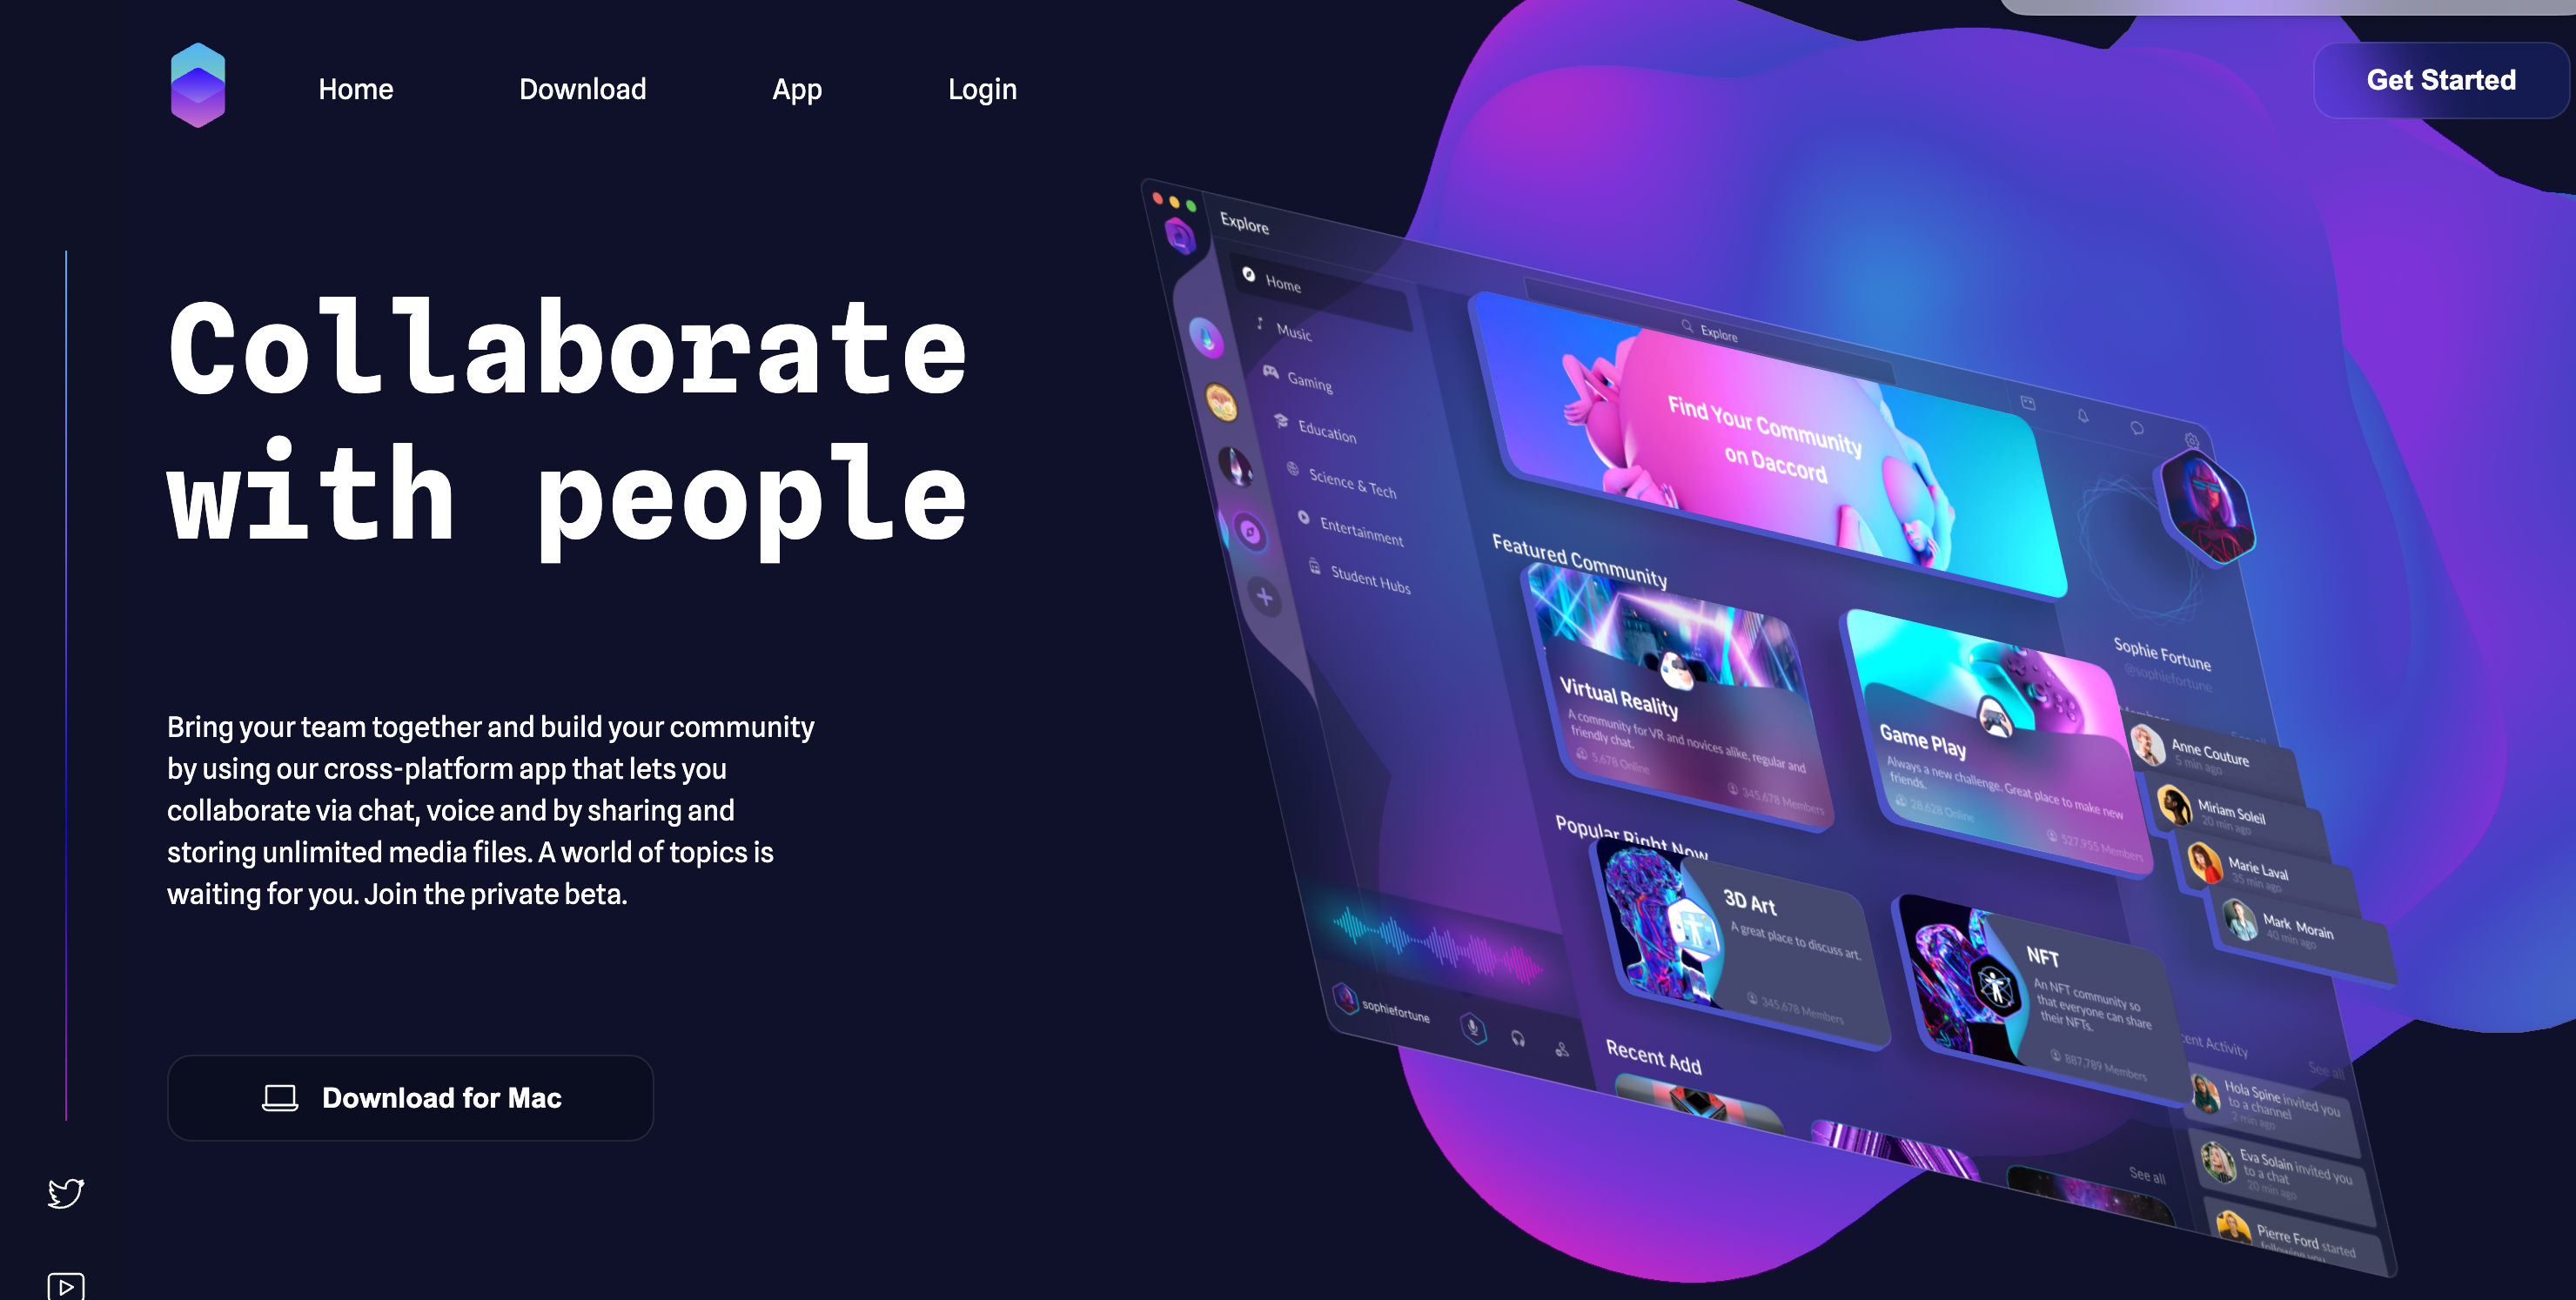 Home
Download
App
Login
Get Started
Collaborate
with people
Bring your team together and build your community
by using our cross-platform app that lets you
collaborate via chat, voice and by sharing and
storing unlimited media files. A world of topics is
waiting for you. Join the private beta.
Download for Mac
Explore
Home
Music
Gaming
Education
Science & Tech
Entertainment
Student Hubs
sophiefortune
Explore
Find Your Community
on Daccord
Featured Community
Virtual Reality
A community for VR and novices alike, regular and
friendly chat.
5,678 Online
345,678 Members
Game Play
Always a new challenge. Great place to make new
friends.
28,628 Online
527,955 Members
Popular Right Now
3D Art
A great place to discuss art.
345,678 Members
NFT
An NFT community so
that everyone can share
their NFTs.
887,789 Members
Recent Add
See all
Sophie Fortune
@sophiefortune
Members
See all
Anne Couture
5 min ago
Miriam Soleil
20 min ago
Marie Laval
35 min ago
Mark Morain
40 min ago
cent Activity
See all
Hola Spine invited you
to a channel
2 min ago
Eva Solain invited you
to a chat
20 min ago
Pierre Ford started
following you